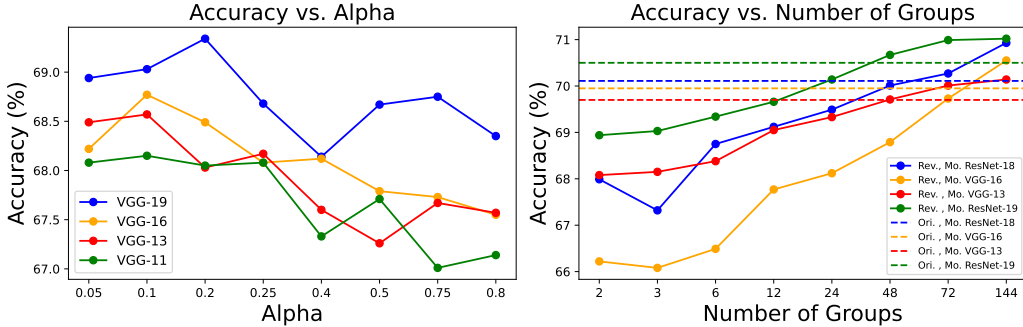 Accuracy vs. Alpha
Accuracy (%)
69.0
68.5
68.0
67.5
67.0
VGG-19
VGG-16
VGG-13
VGG-11
0.05 0.1 0.2 0.25 0.4 0.5 0.75 0.8
Alpha
Accuracy vs. Number of Groups
Accuracy (%)
71
70
69
68
67
66
Rev., Mo. ResNet-18
Rev., Mo. VGG-16
Rev. , Mo. VGG-13
Rev. , Mo. ResNet-19
Ori. , Mo. ResNet-18
Ori. , Mo. VGG-16
Ori. , Mo. VGG-13
Ori. , Mo. ResNet-19
2 3 6 12 24 48 72 144
Number of Groups